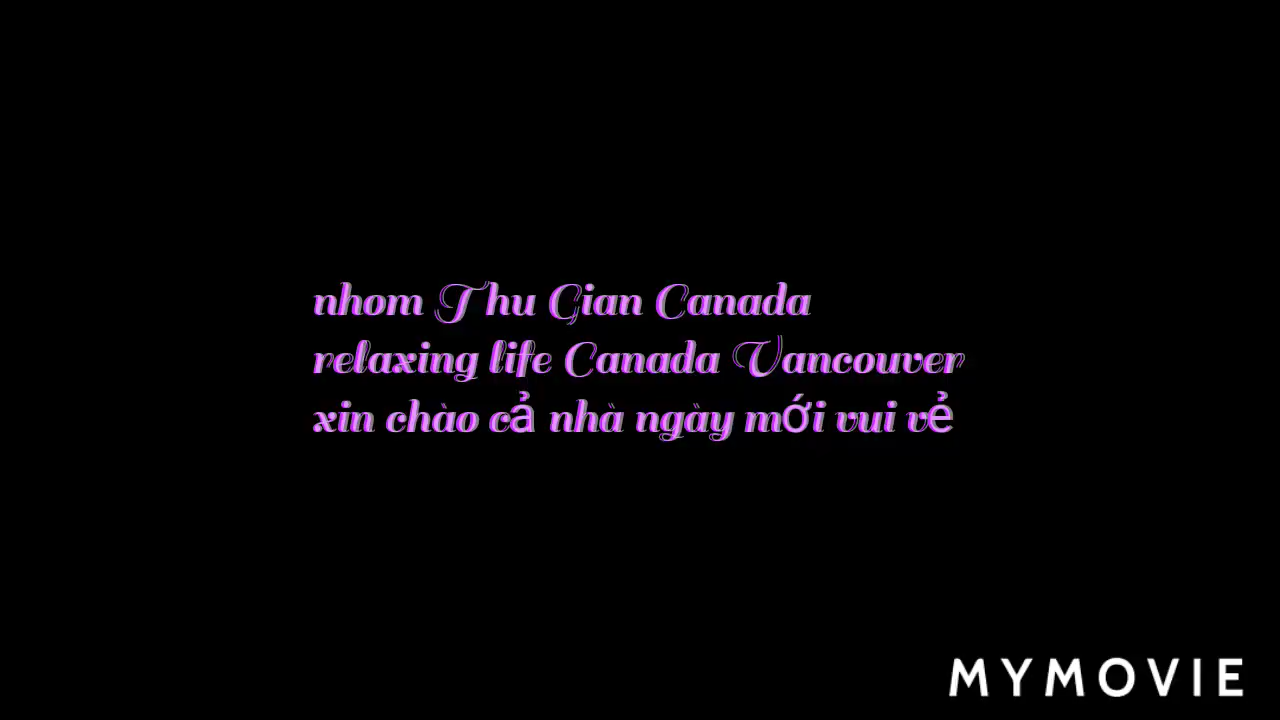 nhom Thu Gian Canada
relaxing life Canada Vancouver
xin chào cả nhà ngày mới vui vẻ
MYMOVIE